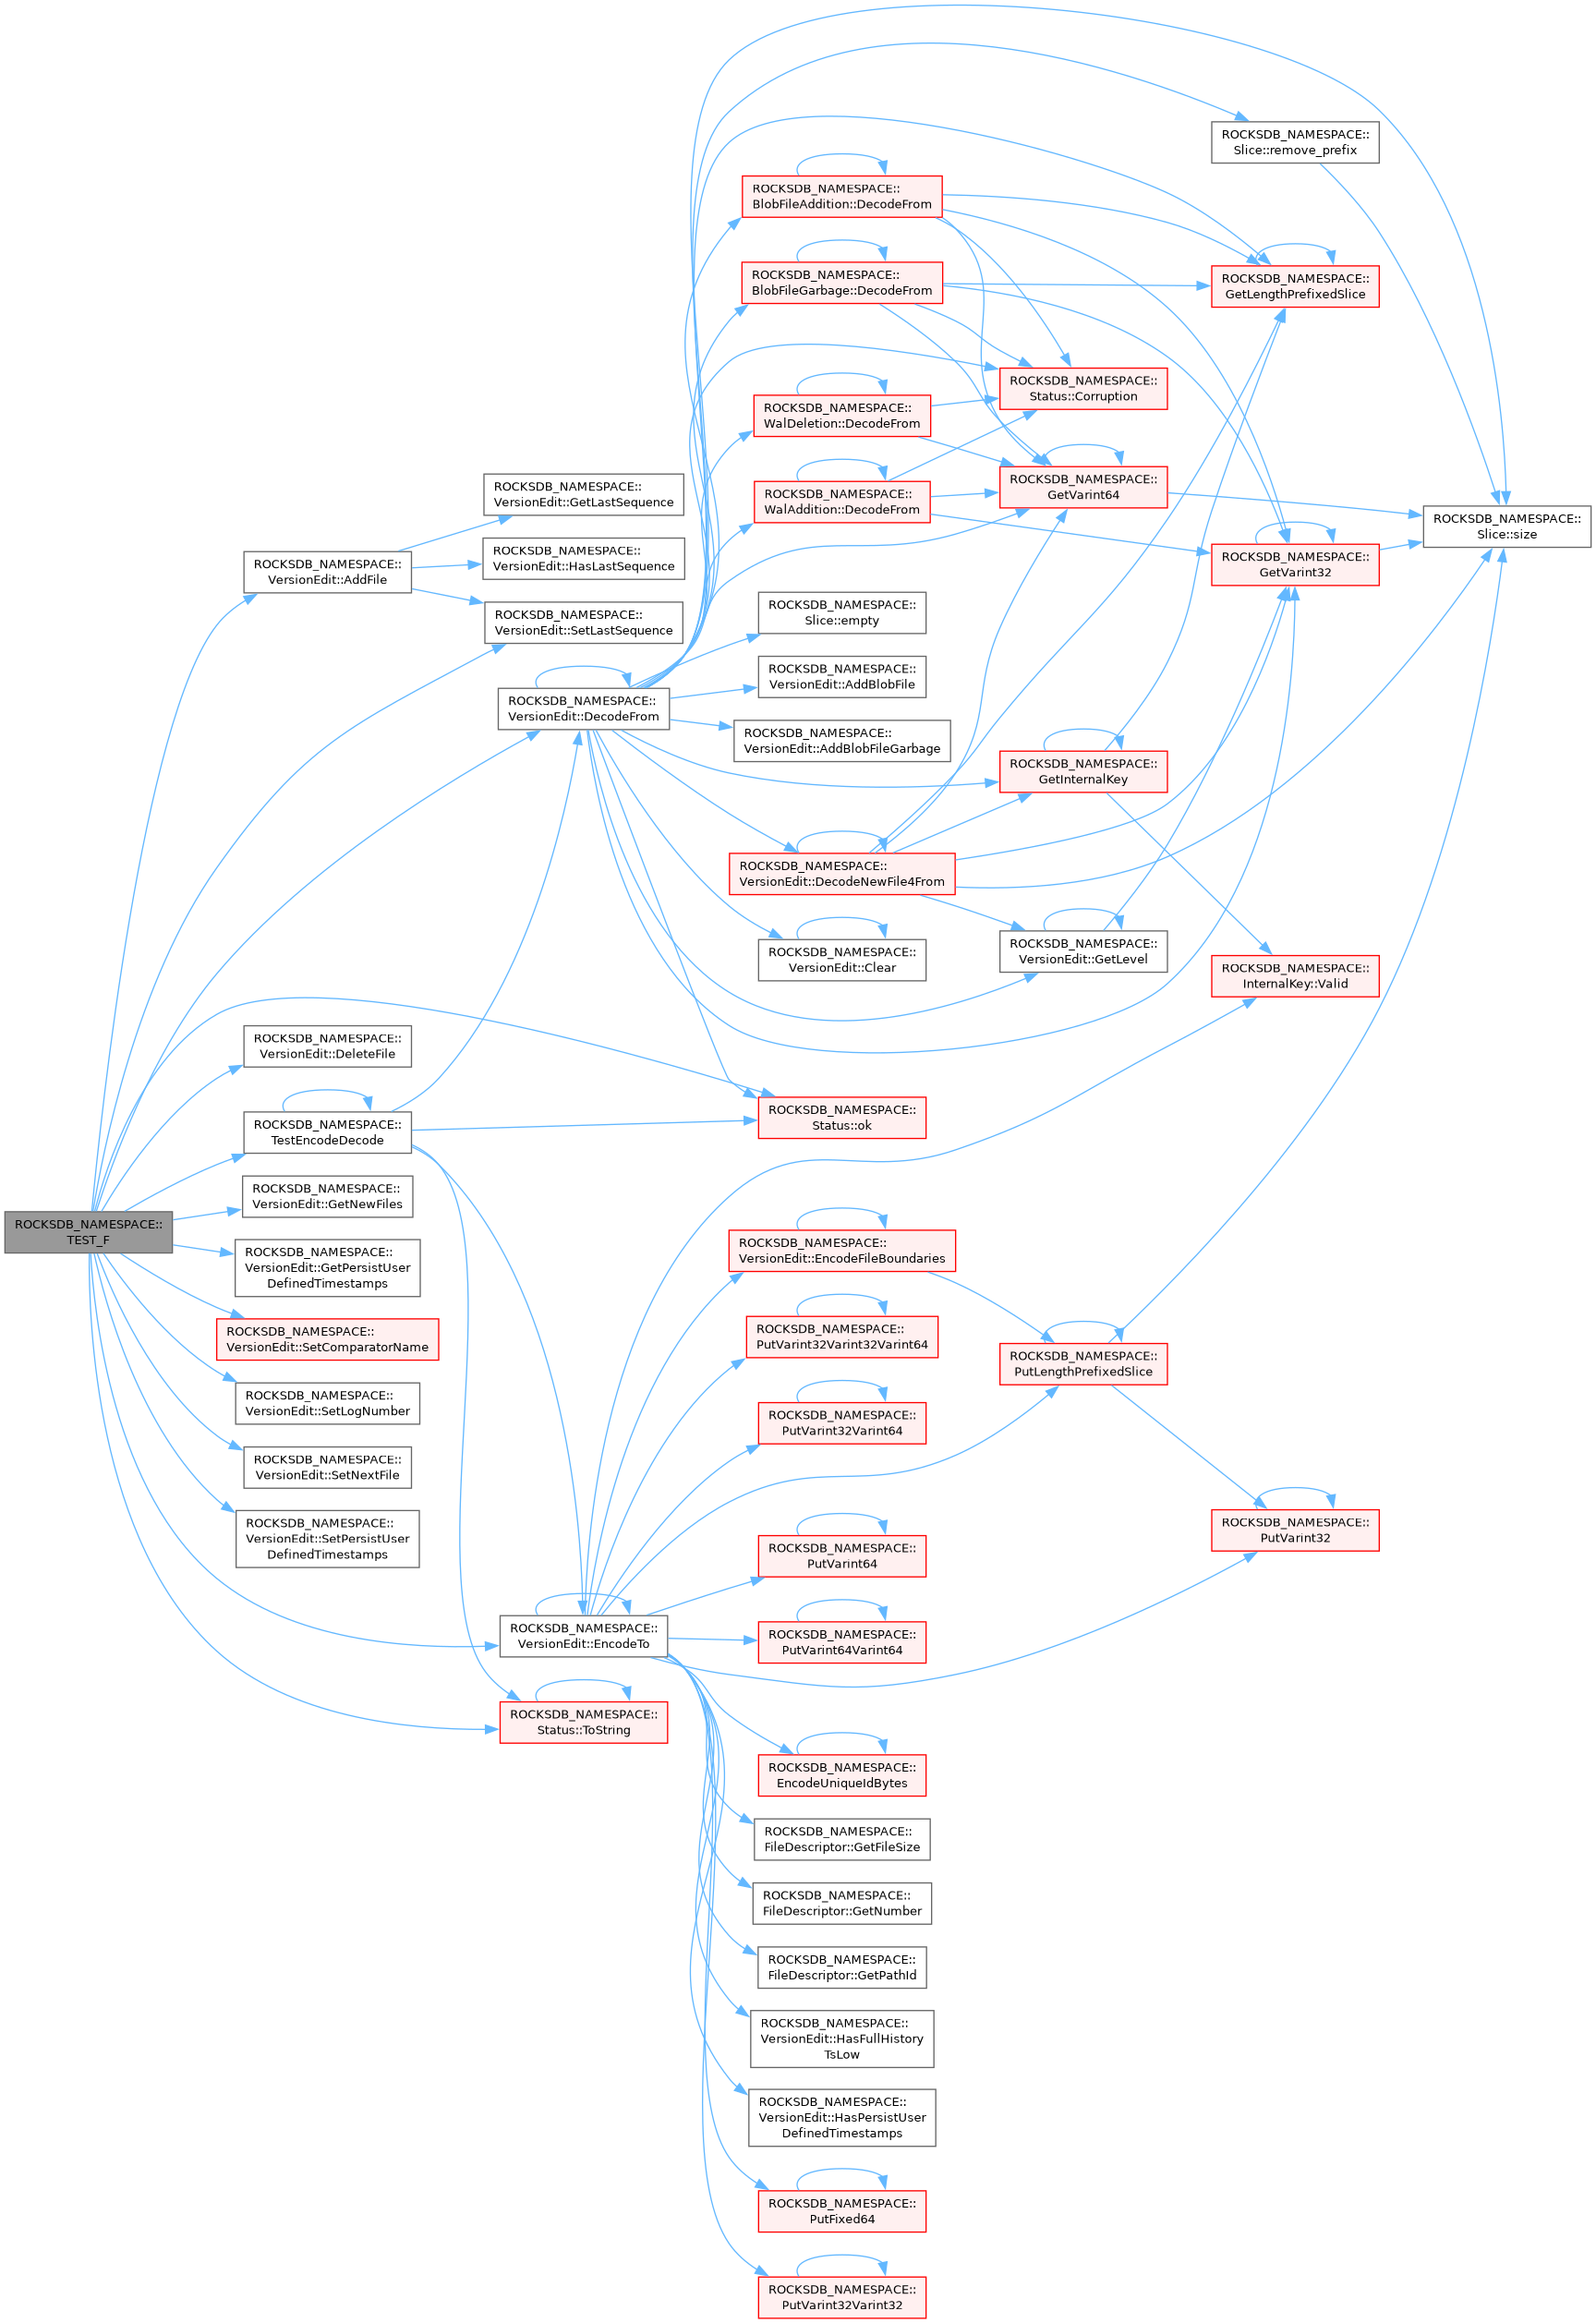 ROCKSDB_NAMESPACE::
TEST_F
ROCKSDB_NAMESPACE::
VersionEdit::AddFile
ROCKSDB_NAMESPACE::
VersionEdit::DeleteFile
ROCKSDB_NAMESPACE::
TestEncodeDecode
ROCKSDB_NAMESPACE::
VersionEdit::GetNewFiles
ROCKSDB_NAMESPACE::
VersionEdit::GetPersistUser
DefinedTimestamps
ROCKSDB_NAMESPACE::
VersionEdit::SetComparatorName
ROCKSDB_NAMESPACE::
VersionEdit::SetLogNumber
ROCKSDB_NAMESPACE::
VersionEdit::SetNextFile
ROCKSDB_NAMESPACE::
VersionEdit::SetPersistUser
DefinedTimestamps
ROCKSDB_NAMESPACE::
VersionEdit::GetLastSequence
ROCKSDB_NAMESPACE::
VersionEdit::HasLastSequence
ROCKSDB_NAMESPACE::
VersionEdit::SetLastSequence
ROCKSDB_NAMESPACE::
VersionEdit::DecodeFrom
ROCKSDB_NAMESPACE::
VersionEdit::EncodeTo
ROCKSDB_NAMESPACE::
Status::ToString
ROCKSDB_NAMESPACE::
BlobFileAddition::DecodeFrom
ROCKSDB_NAMESPACE::
BlobFileGarbage::DecodeFrom
ROCKSDB_NAMESPACE::
WalDeletion::DecodeFrom
ROCKSDB_NAMESPACE::
WalAddition::DecodeFrom
ROCKSDB_NAMESPACE::
Slice::empty
ROCKSDB_NAMESPACE::
VersionEdit::AddBlobFile
ROCKSDB_NAMESPACE::
VersionEdit::AddBlobFileGarbage
ROCKSDB_NAMESPACE::
VersionEdit::DecodeNewFile4From
ROCKSDB_NAMESPACE::
VersionEdit::Clear
ROCKSDB_NAMESPACE::
Status::ok
ROCKSDB_NAMESPACE::
VersionEdit::EncodeFileBoundaries
ROCKSDB_NAMESPACE::
PutVarint32Varint32Varint64
ROCKSDB_NAMESPACE::
PutVarint32Varint64
ROCKSDB_NAMESPACE::
PutVarint64
ROCKSDB_NAMESPACE::
PutVarint64Varint64
ROCKSDB_NAMESPACE::
EncodeUniqueIdBytes
ROCKSDB_NAMESPACE::
FileDescriptor::GetFileSize
ROCKSDB_NAMESPACE::
FileDescriptor::GetNumber
ROCKSDB_NAMESPACE::
FileDescriptor::GetPathId
ROCKSDB_NAMESPACE::
VersionEdit::HasFullHistory
TsLow
ROCKSDB_NAMESPACE::
VersionEdit::HasPersistUser
DefinedTimestamps
ROCKSDB_NAMESPACE::
PutFixed64
ROCKSDB_NAMESPACE::
PutVarint32Varint32
ROCKSDB_NAMESPACE::
Status::Corruption
ROCKSDB_NAMESPACE::
GetVarint64
ROCKSDB_NAMESPACE::
GetInternalKey
ROCKSDB_NAMESPACE::
VersionEdit::GetLevel
ROCKSDB_NAMESPACE::
PutLengthPrefixedSlice
ROCKSDB_NAMESPACE::
Slice::remove_prefix
ROCKSDB_NAMESPACE::
GetLengthPrefixedSlice
ROCKSDB_NAMESPACE::
GetVarint32
ROCKSDB_NAMESPACE::
InternalKey::Valid
ROCKSDB_NAMESPACE::
PutVarint32
ROCKSDB_NAMESPACE::
Slice::size